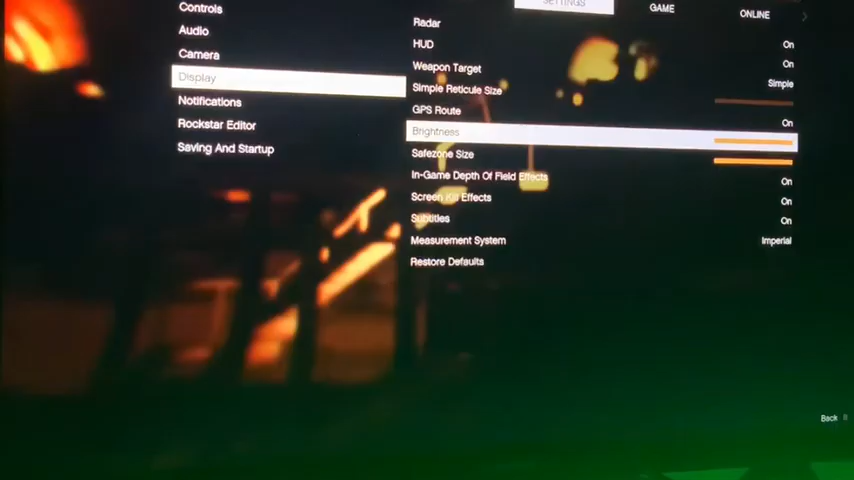 SETTINGS
GAME
ONLINE
Controls
Audio
Camera
Display
Notifications
Rockstar Editor
Saving And Startup
Radar On
HUD On
Weapon Target Simple
Simple Reticule Size
GPS Route On
Brightness
Safezone Size
In-Game Depth Of Field Effects On
Screen Kill Effects On
Subtitles On
Measurement System Imperial
Restore Defaults
Back